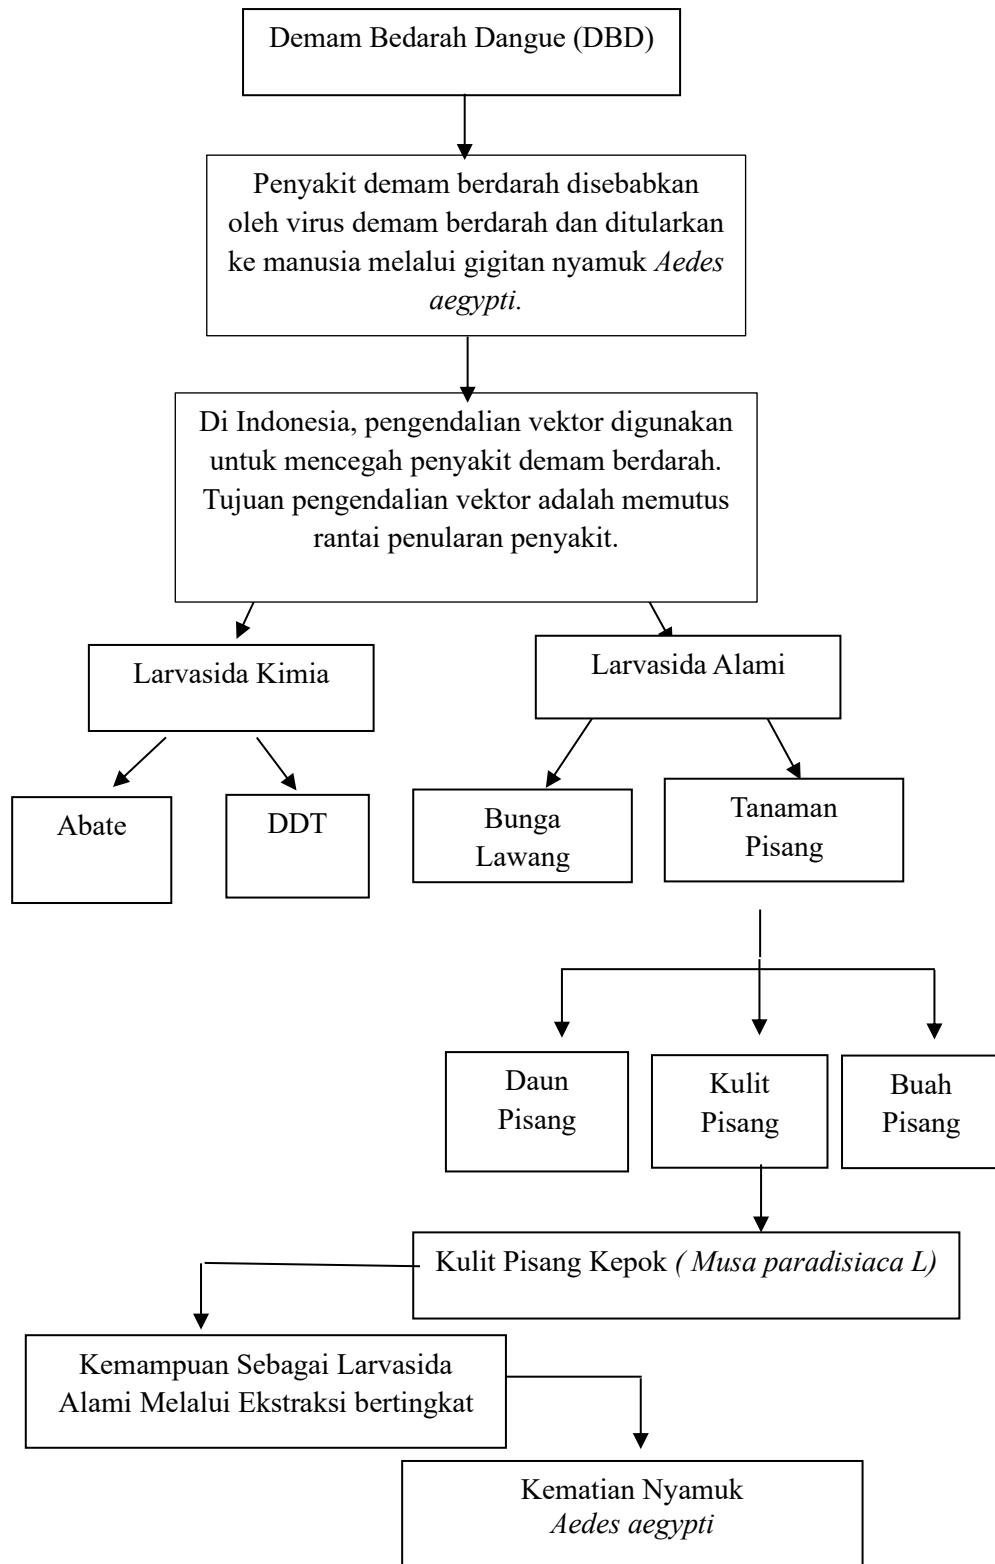 Demam Bedarah Dangue (DBD)
Penyakit demam berdarah disebabkan
oleh virus demam berdarah dan ditularkan
ke manusia melalui gigitan nyamuk Aedes
aegypti.
Di Indonesia, pengendalian vektor digunakan
untuk mencegah penyakit demam berdarah.
Tujuan pengendalian vektor adalah memutus
rantai penularan penyakit.
Larvasida Kimia
Larvasida Alami
Abate
DDT
Bunga
Lawang
Tanaman
Pisang
Daun
Pisang
Kulit
Pisang
Buah
Pisang
Kulit Pisang Kepok ( Musa paradisiaca L)
Kemampuan Sebagai Larvasida
Alami Melalui Ekstraksi bertingkat
Kematian Nyamuk
Aedes aegypti